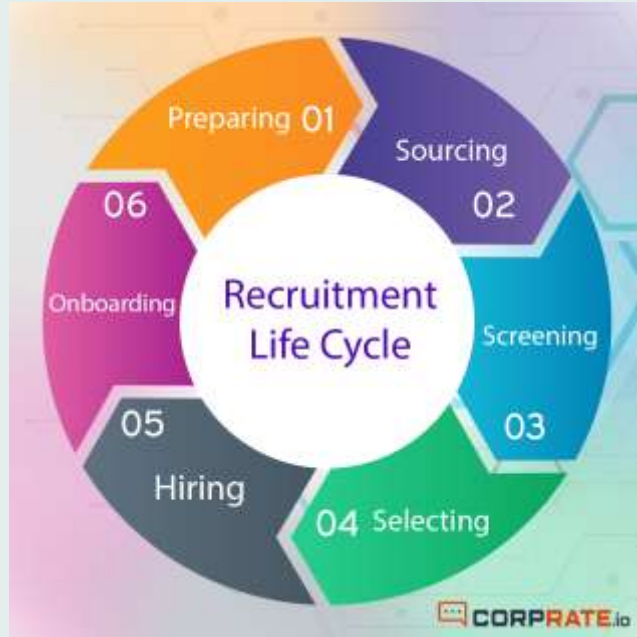 Preparing 01
Sourcing
02
Screening
03
04 Selecting
05
Hiring
06
Onboarding
Recruitment
Life Cycle
CORPRATE.io